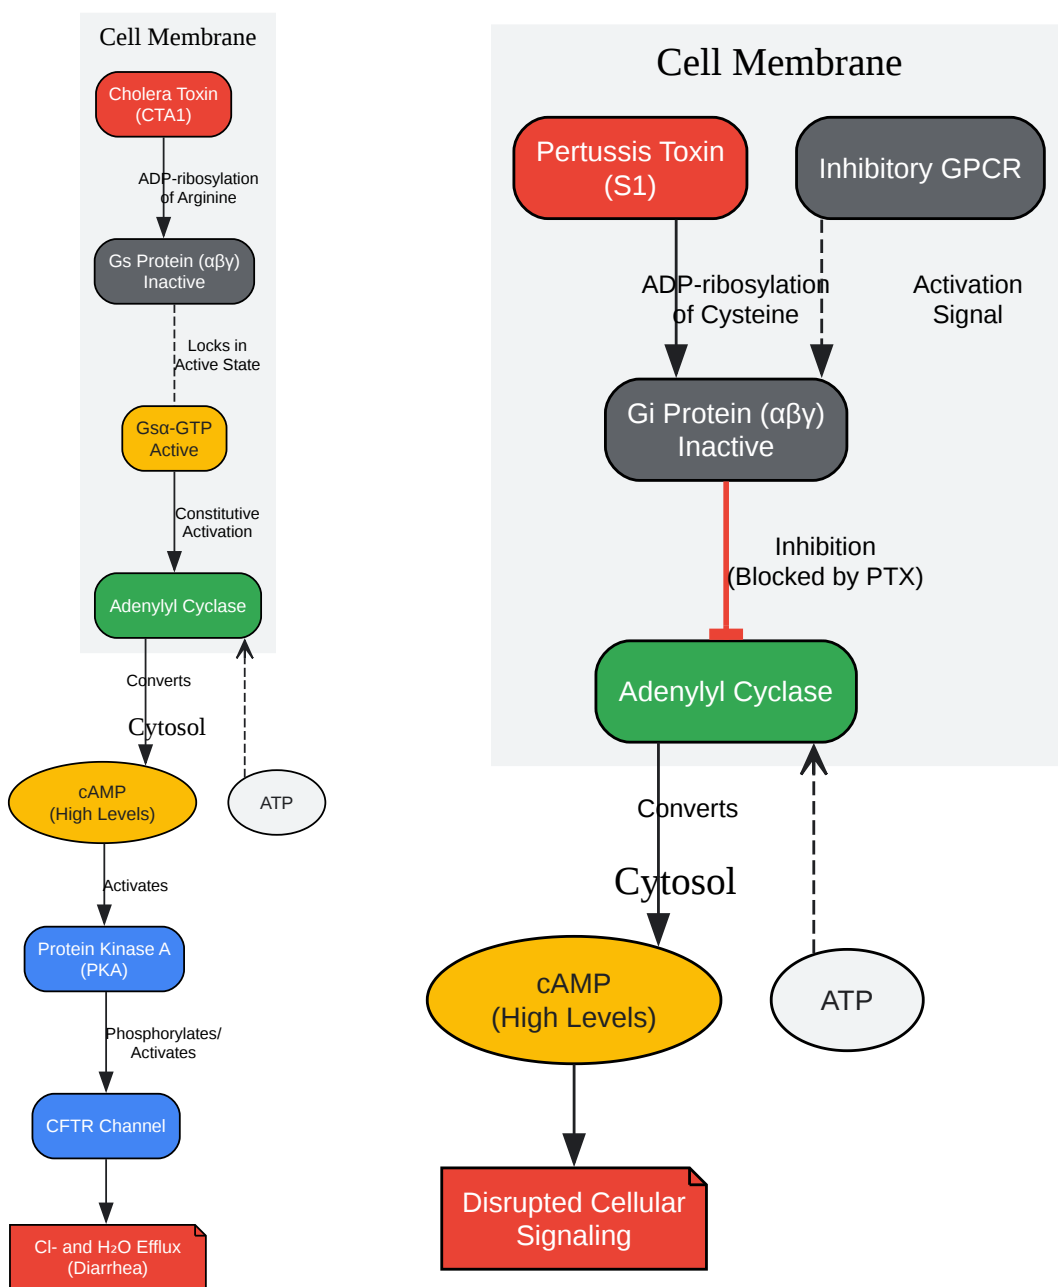 Cell Membrane
Cholera Toxin
(CTA1)
ADP-ribosylation
of Arginine
Gs Protein (αβγ)
Inactive
Locks in
Active State
Gsα-GTP
Active
Constitutive
Activation
Adenylyl Cyclase
Converts
Cytosol
cAMP
(High Levels)
ATP
Activates
Protein Kinase A
(PKA)
Phosphorylates/
Activates
CFTR Channel
Cl- and H₂O Efflux
(Diarrhea)
Cell Membrane
Pertussis Toxin
(S1)
Inhibitory GPCR
ADP-ribosylation
of Cysteine
Activation
Signal
Gi Protein (αβγ)
Inactive
Inhibition
(Blocked by PTX)
Adenylyl Cyclase
Converts
Cytosol
cAMP
(High Levels)
ATP
Disrupted Cellular
Signaling